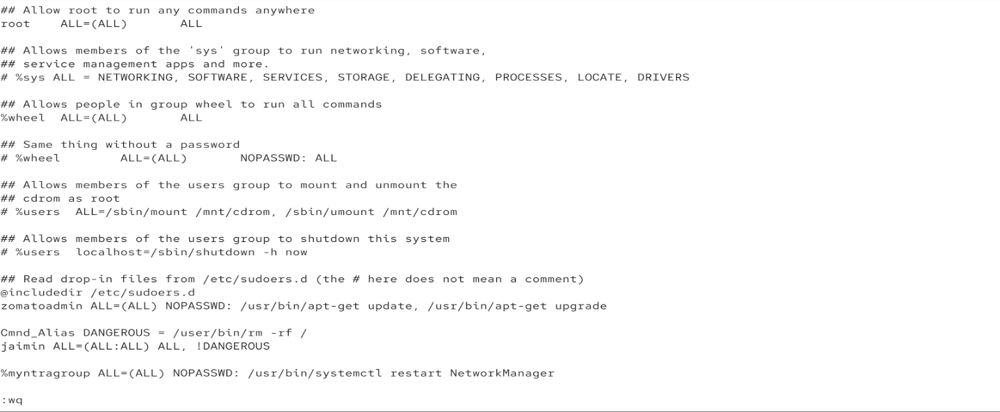 ## Allow root to run any commands anywhere
root    ALL=(ALL)       ALL
## Allows members of the 'sys' group to run networking, software,
## service management apps and more.
# %sys ALL = NETWORKING, SOFTWARE, SERVICES, STORAGE, DELEGATING, PROCESSES, LOCATE, DRIVERS
## Allows people in group wheel to run all commands
%wheel  ALL=(ALL)       ALL
## Same thing without a password
# %wheel        ALL=(ALL)       NOPASSWD: ALL
## Allows members of the users group to mount and unmount the
## cdrom as root
# %users  ALL=/sbin/mount /mnt/cdrom, /sbin/umount /mnt/cdrom
## Allows members of the users group to shutdown this system
# %users  localhost=/sbin/shutdown -h now
## Read drop-in files from /etc/sudoers.d (the # here does not mean a comment)
@includedir /etc/sudoers.d
zomatoadmin ALL=(ALL) NOPASSWD: /usr/bin/apt-get update, /usr/bin/apt-get upgrade
Cmnd_Alias DANGEROUS = /user/bin/rm -rf /
jaimin ALL=(ALL:ALL) ALL, !DANGEROUS
%myntragroup ALL=(ALL) NOPASSWD: /usr/bin/systemctl restart NetworkManager
:wq